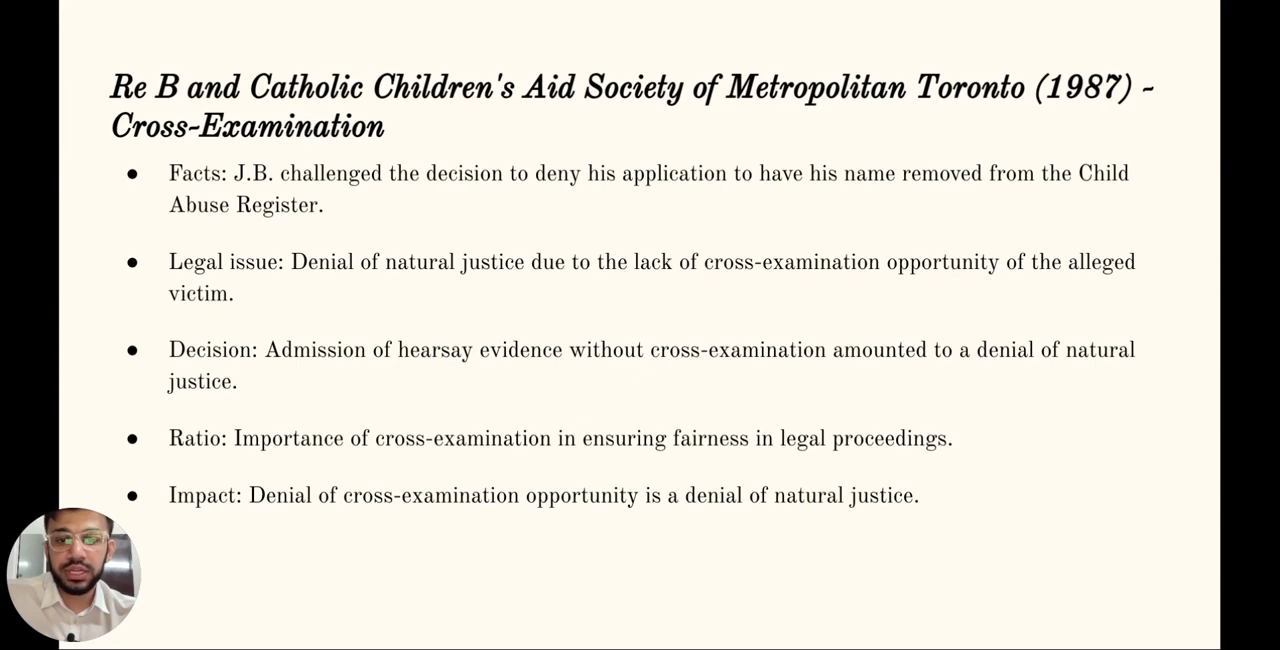 Re B and Catholic Children's Aid Society of Metropolitan Toronto (1987) -
Cross-Examination
● Facts: J.B. challenged the decision to deny his application to have his name removed from the Child
Abuse Register.
● Legal issue: Denial of natural justice due to the lack of cross-examination opportunity of the alleged
victim.
● Decision: Admission of hearsay evidence without cross-examination amounted to a denial of natural
justice.
● Ratio: Importance of cross-examination in ensuring fairness in legal proceedings.
● Impact: Denial of cross-examination opportunity is a denial of natural justice.